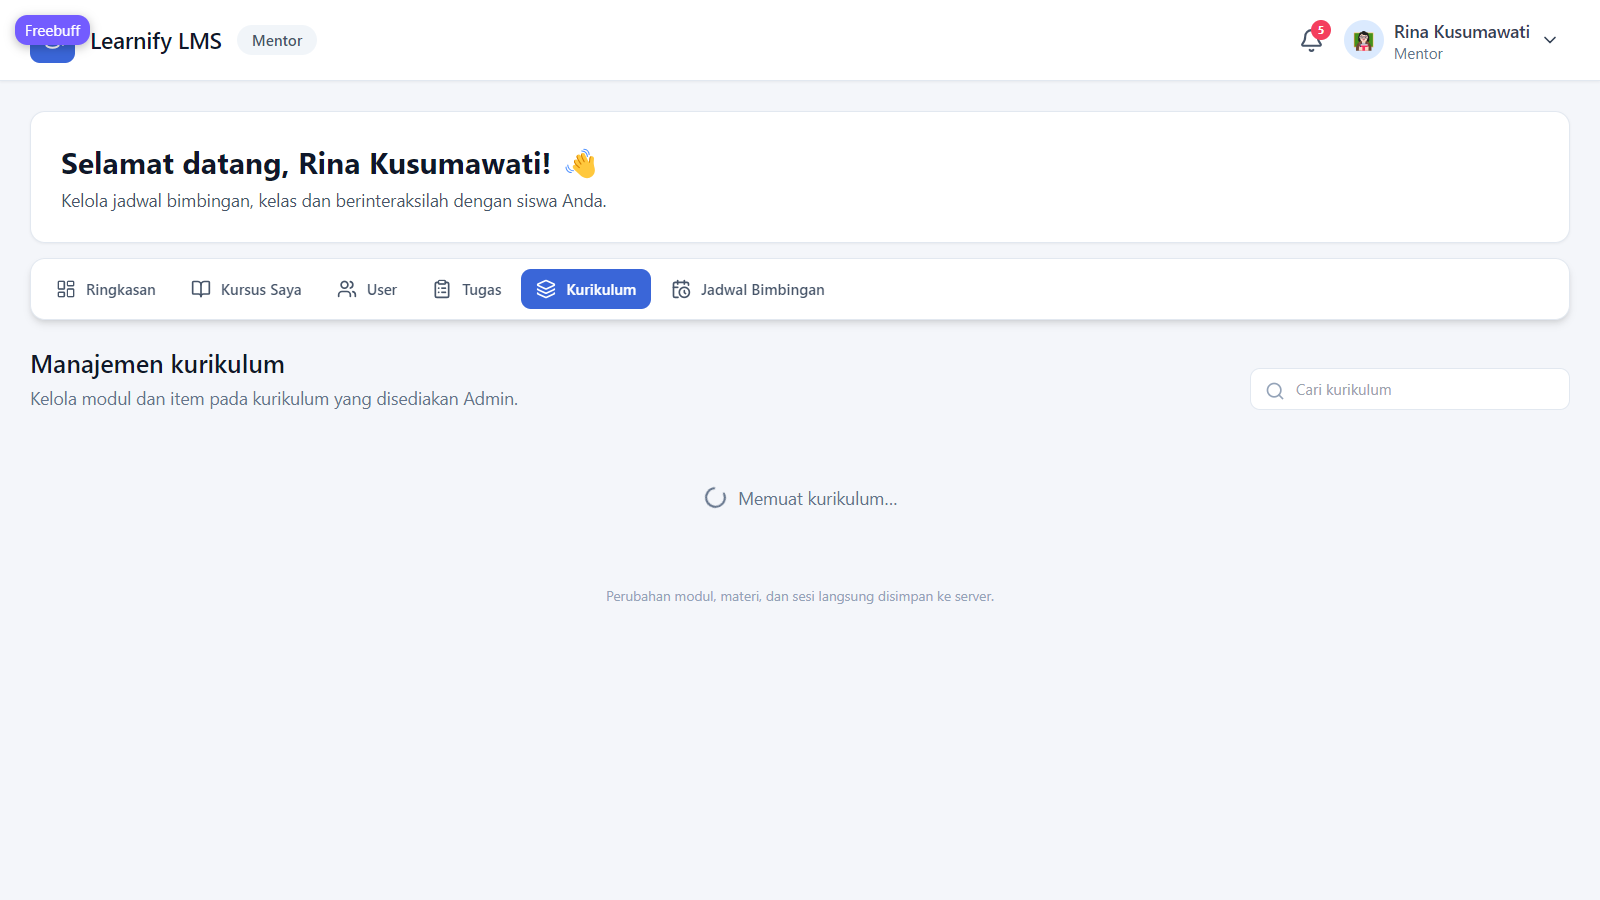 Freebuff
Learnify LMS
Mentor
5
Rina Kusumawati
Mentor
Selamat datang, Rina Kusumawati! 👋
Kelola jadwal bimbingan, kelas dan berinteraksilah dengan siswa Anda.
Ringkasan
Kursus Saya
User
Tugas
Kurikulum
Jadwal Bimbingan
Manajemen kurikulum
Kelola modul dan item pada kurikulum yang disediakan Admin.
Cari kurikulum
Memuat kurikulum...
Perubahan modul, materi, dan sesi langsung disimpan ke server.